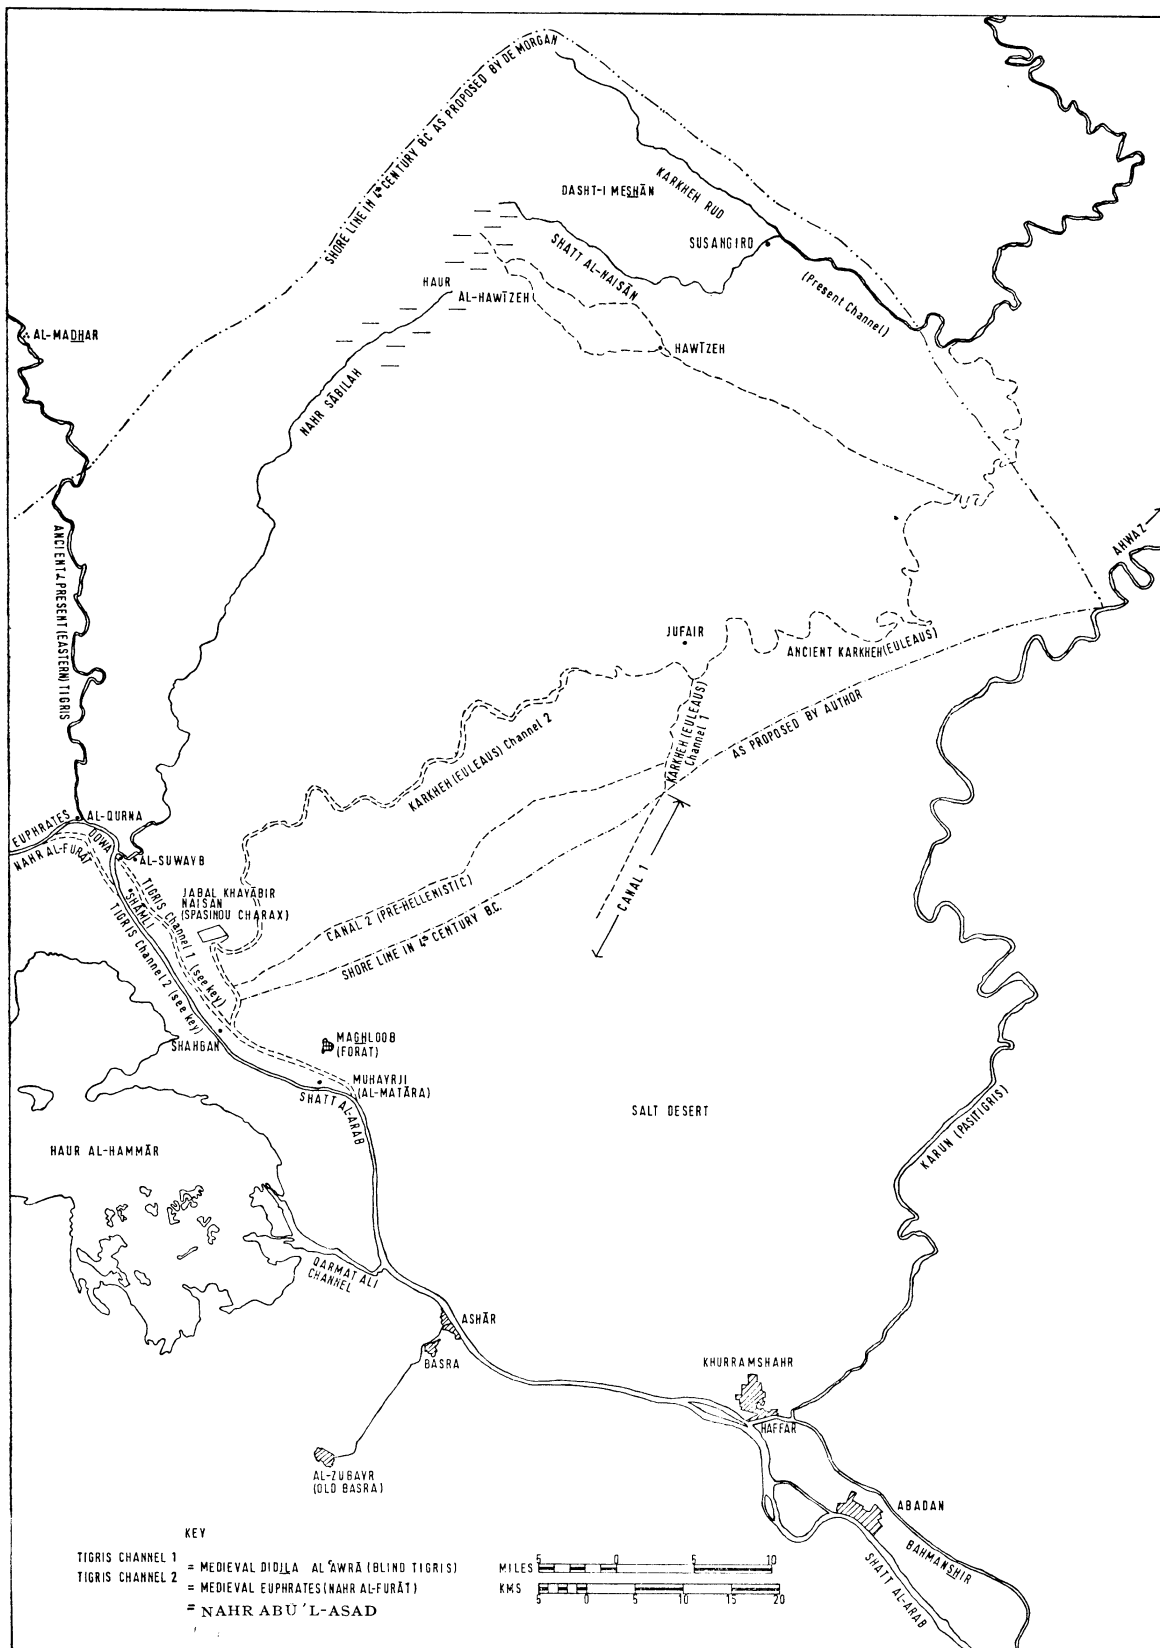 SHORE LINE IN 4th CENTURY BC AS PROPOSED BY DE MORGAN
DASHT-I MESHĀN
KARKHEH RUD
SUSANGIRD
(Present Channel)
SHATT AL-NAISĀN
HAUR
AL-HAWĪZEH
HAWĪZEH
AL-MADHAR
NAHR SĀBILAH
ANCIENT & PRESENT (EASTERN) TIGRIS
AHWAZ
JUFAIR
ANCIENT KARKHEH (EULEAUS)
KARKHEH (EULEAUS)
Channel 1
AS PROPOSED BY AUTHOR
KARKHEH (EULEAUS) Channel 2
EUPHRATES
NAHR AL-FURĀT
AL-QURNA
UOWA
AL-SUWAYB
CANAL 1
JABAL KHAYĀBIR
NAISĀN
(SPASINOU CHARAX)
SHĀMLI
TIGRIS Channel 1 (see key)
TIGRIS Channel 2 (see key)
CANAL 2 (PRE-HELLENISTIC)
SHORE LINE IN 4th CENTURY B.C.
SHAHGAN
MAGHLOOB
(FORAT)
MUHAYRJI
(AL-MATĀRA)
SHATT AL-ARAB
SALT DESERT
KARUN (PASITIGRIS)
HAUR AL-HAMMĀR
QARMAT ALI
CHANNEL
ASHĀR
BASRA
KHURRAMSHAHR
HAFFAR
AL-ZUBAYR
(OLD BASRA)
ABADAN
BAHMANSHIR
SHATT AL-ARAB
KEY
TIGRIS CHANNEL 1
= MEDIEVAL DIDJLA AL ʿAWRĀ (BLIND TIGRIS)
TIGRIS CHANNEL 2
= MEDIEVAL EUPHRATES (NAHR AL-FURĀT)
= NAHR ABŪ 'L-ASAD
MILES 5 0 5 10
KMS 5 0 5 10 15 20